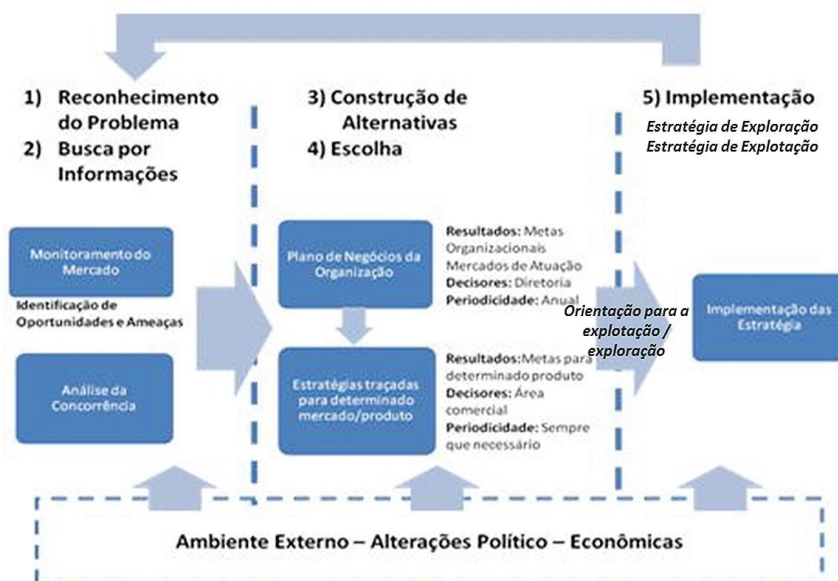 1) Reconhecimento
do Problema
2) Busca por
Informações
Monitoramento do
Mercado
Identificação de
Oportunidades e Ameaças
Análise da
Concorrência
3) Construção de
Alternativas
4) Escolha
Plano de Negócios da
Organização
Resultados: Metas
Organizacionais
Mercados de Atuação
Decisores: Diretoria
Periodicidade: Anual
Estratégias traçadas
para determinado
mercado/produto
Resultados:Metas para
determinado produto
Decisores: Área
comercial
Periodicidade: Sempre
que necessário
Orientação para a
explotação /
exploração
5) Implementação
Estratégia de Exploração
Estratégia de Explotação
Implementação das
Estratégia
Ambiente Externo – Alterações Político – Econômicas